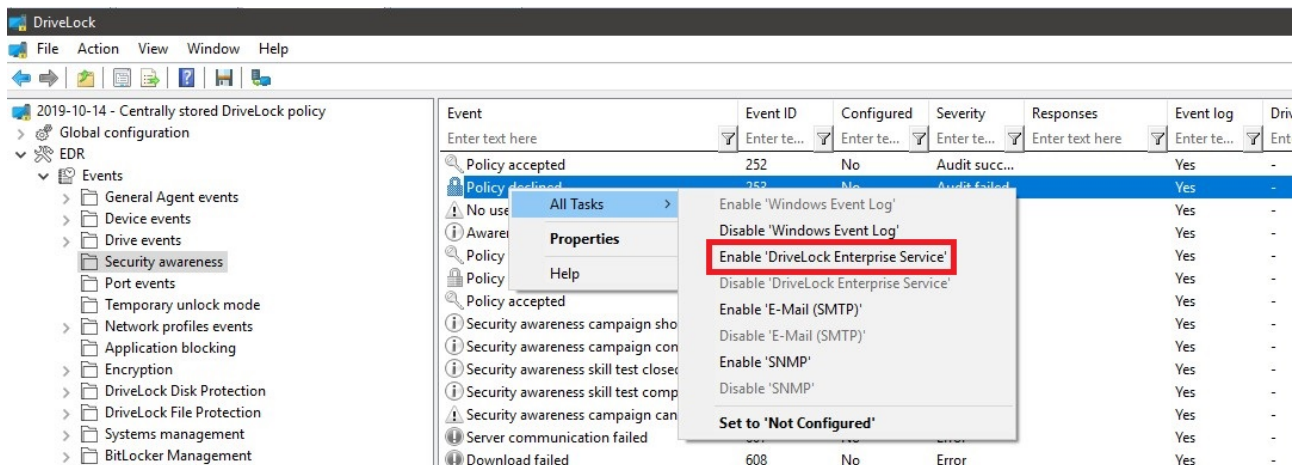 DriveLock
File Action View Window Help
2019-10-14 - Centrally stored DriveLock policy
Global configuration
EDR
Events
General Agent events
Device events
Drive events
Security awareness
Port events
Temporary unlock mode
Network profiles events
Application blocking
Encryption
DriveLock Disk Protection
DriveLock File Protection
Systems management
BitLocker Management
Event Event ID Configured Severity Responses Event log Driv
Enter text here Enter te... Enter te... Enter te... Enter text here Enter te... Ent
Policy accepted 252 No Audit succ... Yes -
Policy declined 253 No Audit failed Yes -
No use Yes -
Awarer Yes -
Policy Yes -
Policy Yes -
Policy accepted Yes -
Security awareness campaign sho Yes -
Security awareness campaign con Yes -
Security awareness skill test closed Yes -
Security awareness skill test comp Yes -
Security awareness campaign can Yes -
Server communication failed Error Yes -
Download failed 608 No Error Yes -
All Tasks
Properties
Help
Enable 'Windows Event Log'
Disable 'Windows Event Log'
Enable 'DriveLock Enterprise Service'
Disable 'DriveLock Enterprise Service'
Enable 'E-Mail (SMTP)'
Disable 'E-Mail (SMTP)'
Enable 'SNMP'
Disable 'SNMP'
Set to 'Not Configured'